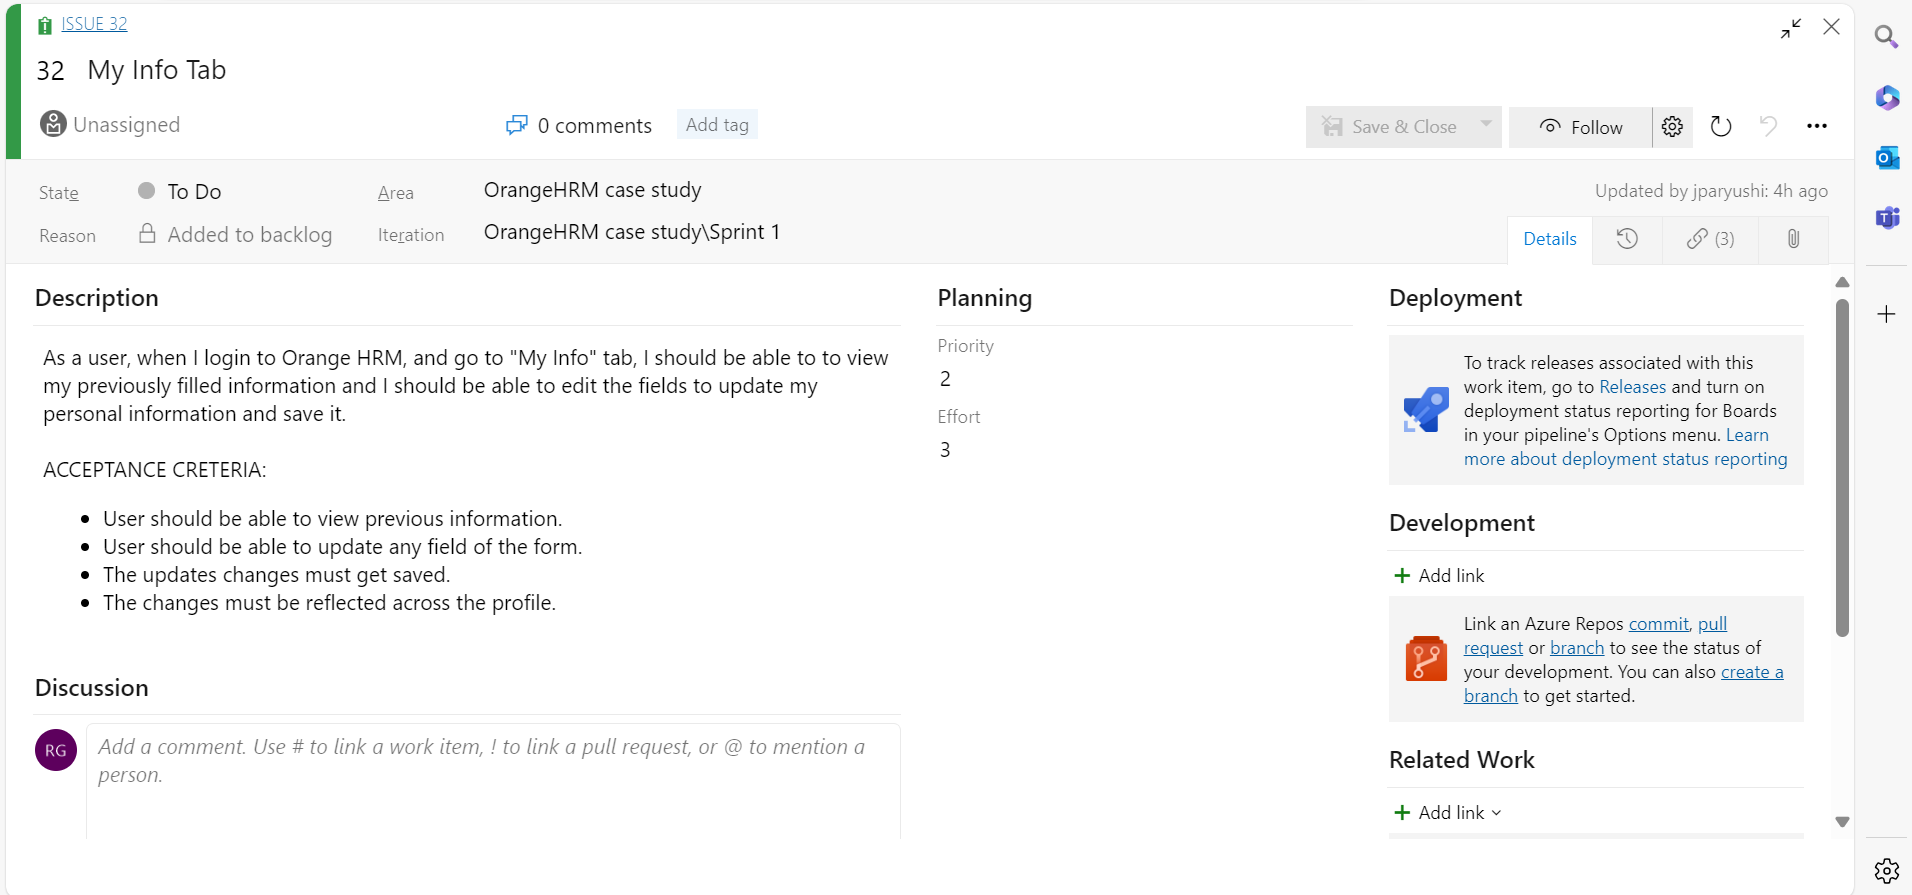 ISSUE 32
32 My Info Tab
Unassigned
0 comments
Add tag
Save & Close
Follow
State
To Do
Area
OrangeHRM case study
Updated by jparyushi: 4h ago
Reason
Added to backlog
Iteration
OrangeHRM case study\Sprint 1
Details
(3)
Description
As a user, when I login to Orange HRM, and go to "My Info" tab, I should be able to to view
my previously filled information and I should be able to edit the fields to update my
personal information and save it.
ACCEPTANCE CRETERIA:
User should be able to view previous information.
User should be able to update any field of the form.
The updates changes must get saved.
The changes must be reflected across the profile.
Discussion
RG
Add a comment. Use # to link a work item, ! to link a pull request, or @ to mention a
person.
Planning
Priority
2
Effort
3
Deployment
To track releases associated with this
work item, go to Releases and turn on
deployment status reporting for Boards
in your pipeline's Options menu. Learn
more about deployment status reporting
Development
Add link
Link an Azure Repos commit, pull
request or branch to see the status of
your development. You can also create a
branch to get started.
Related Work
Add link